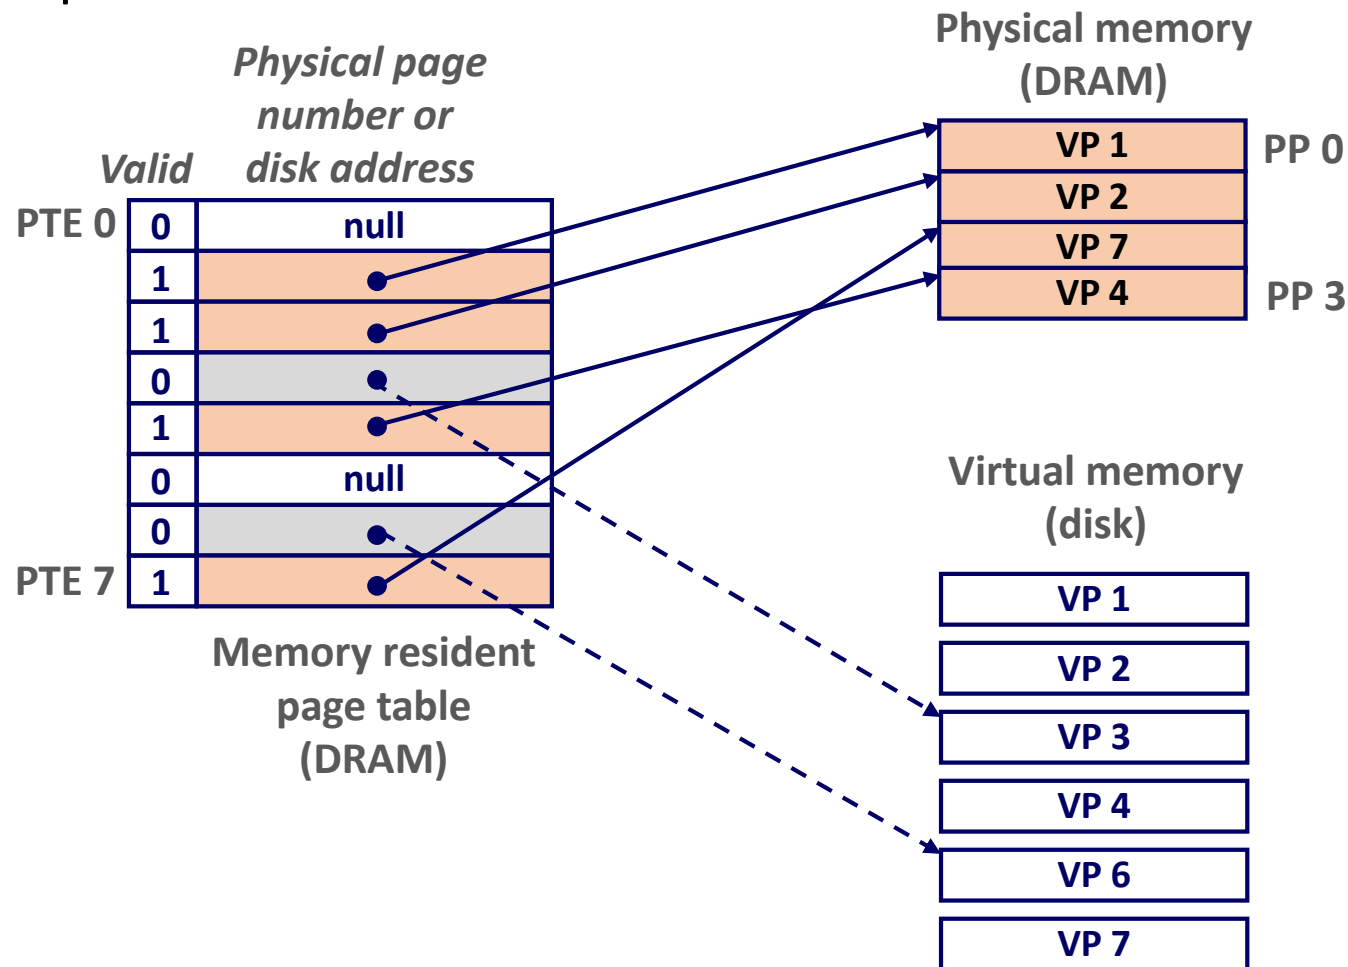 Physical memory
(DRAM)
Physical page
number or
disk address
Valid
VP 1
PP 0
VP 2
VP 7
VP 4
PP 3
PTE 0
0
null
1
1
0
1
0
null
0
PTE 7
1
Memory resident
page table
(DRAM)
Virtual memory
(disk)
VP 1
VP 2
VP 3
VP 4
VP 6
VP 7